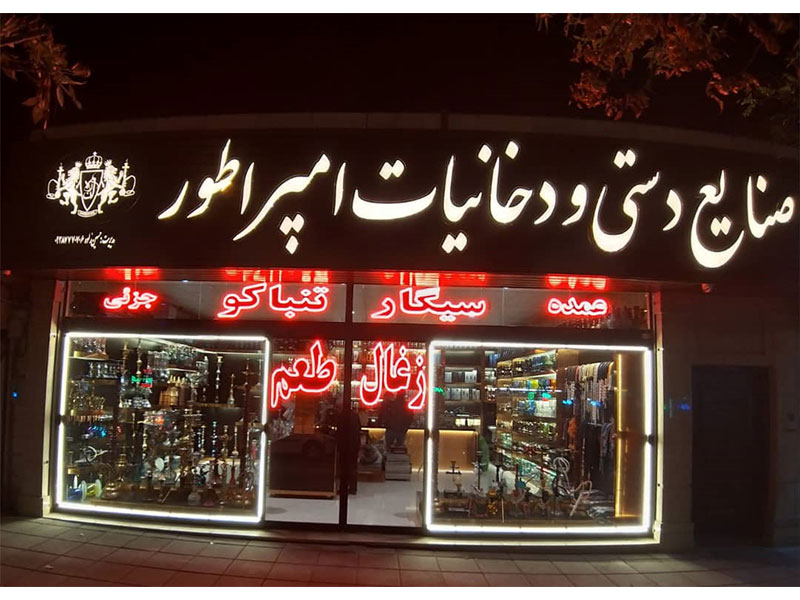 صنایع دستی و دخانیات امپراطور
عمده سیگار تنباکو جزئی
زغال طعم